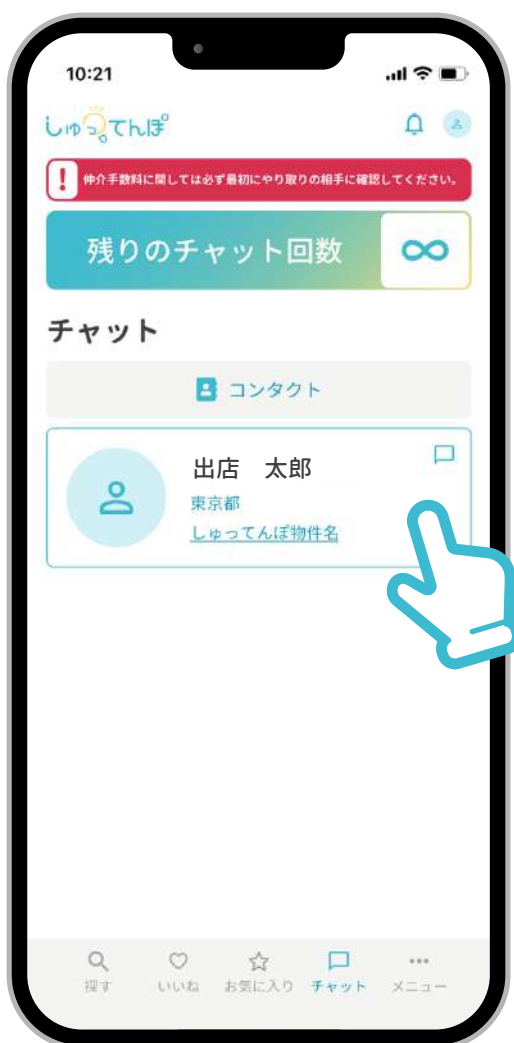 10:21
しゅってんぽ
! 仲介手数料に関しては必ず最初にやり取りの相手に確認してください。
残りのチャット回数 ∞
チャット
コンタクト
出店　太郎
東京都
しゅってんぽ物件名
探す いいね お気に入り チャット メニュー